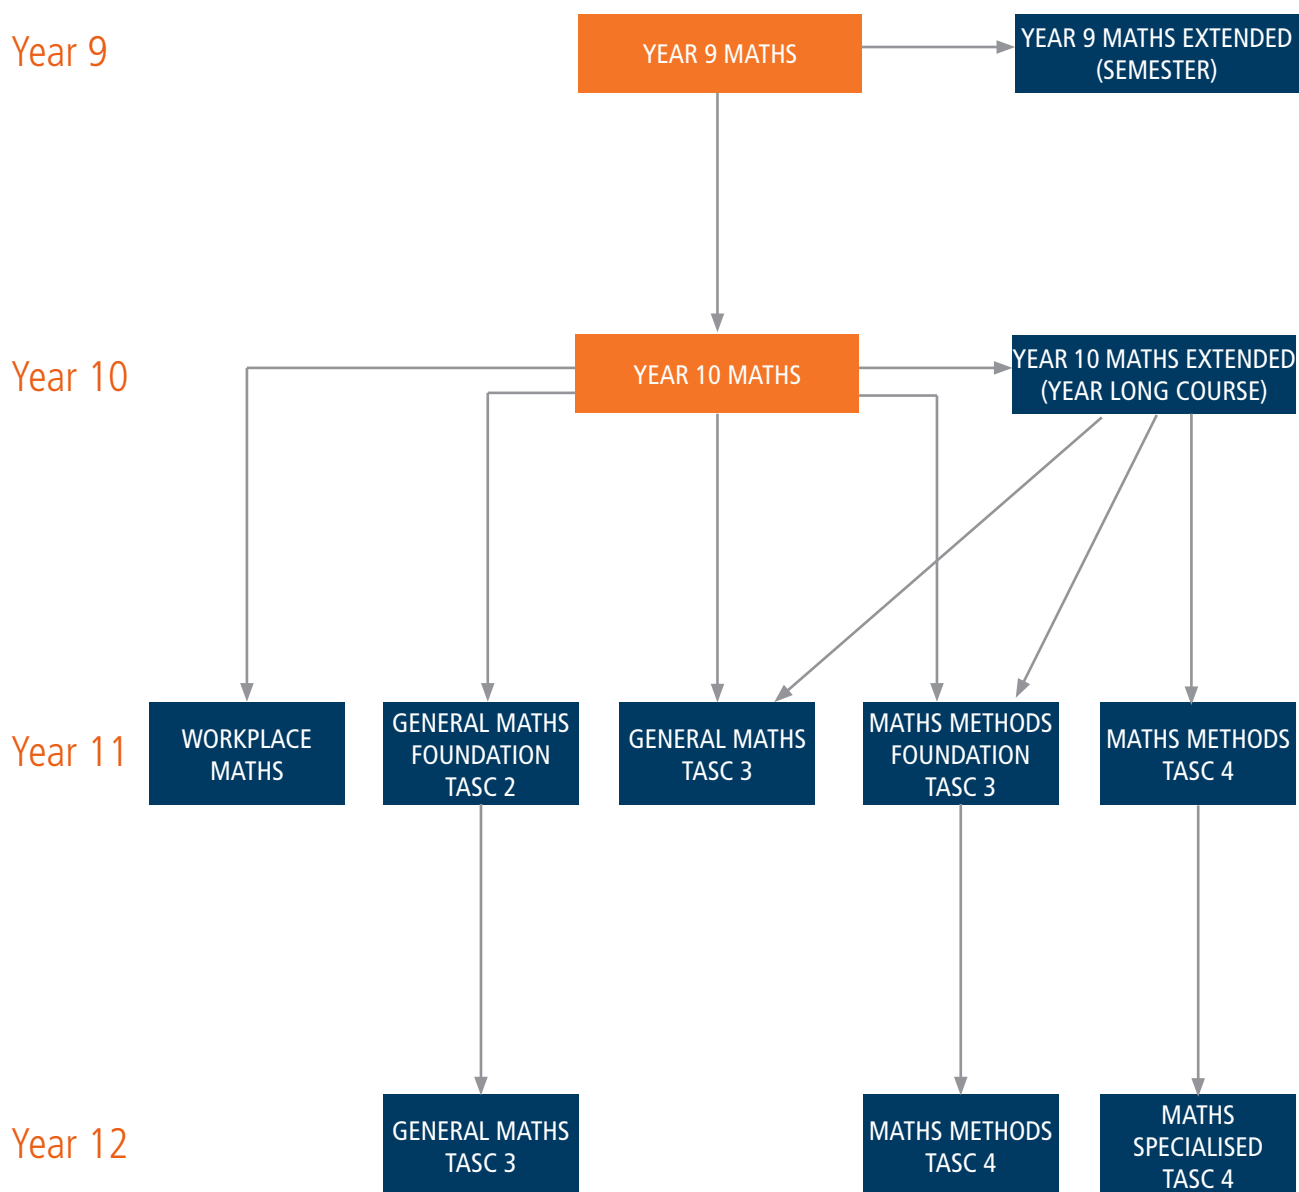 Year 9
YEAR 9 MATHS
YEAR 9 MATHS EXTENDED
(SEMESTER)
Year 10
YEAR 10 MATHS
YEAR 10 MATHS EXTENDED
(YEAR LONG COURSE)
Year 11
WORKPLACE
MATHS
GENERAL MATHS
FOUNDATION
TASC 2
GENERAL MATHS
TASC 3
MATHS METHODS
FOUNDATION
TASC 3
MATHS METHODS
TASC 4
Year 12
GENERAL MATHS
TASC 3
MATHS METHODS
TASC 4
MATHS
SPECIALISED
TASC 4